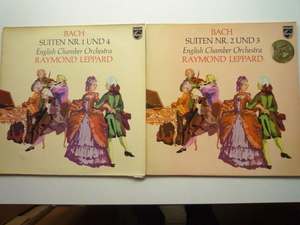 BACH
SUITEN NR. 1 UND 4
English Chamber Orchestra
RAYMOND LEPPARD
BACH
SUITEN NR. 2 UND 3
English Chamber Orchestra
RAYMOND LEPPARD